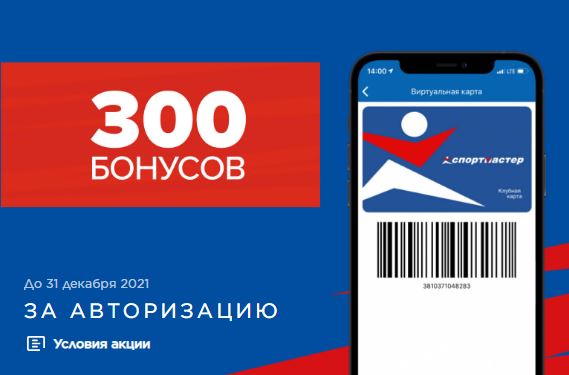 300
БОНУСОВ
До 31 декабря 2021
ЗА АВТОРИЗАЦИЮ
Условия акции
14:00
LTE
Виртуальная карта
спортмастер
Клубная
карта
3810371048283